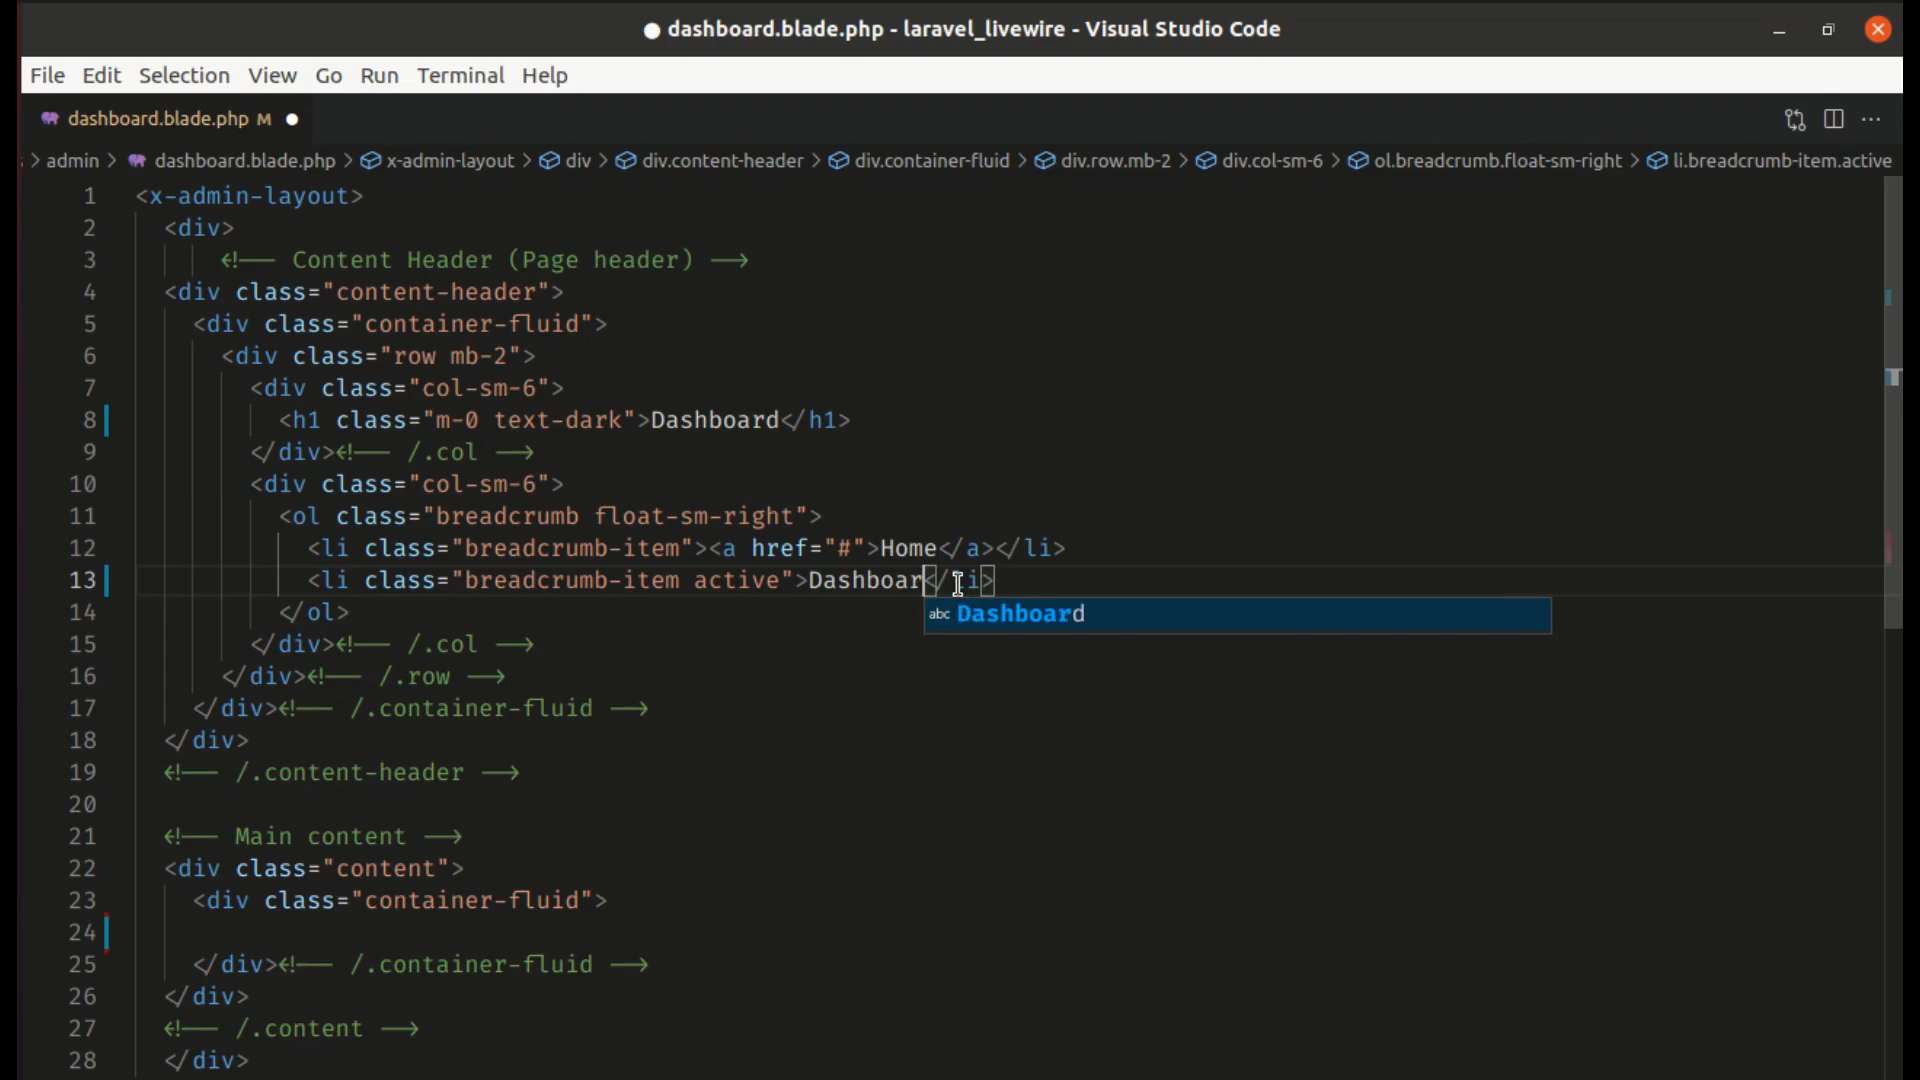 dashboard.blade.php - laravel_livewire - Visual Studio Code
File Edit Selection View Go Run Terminal Help
dashboard.blade.php M
> admin > dashboard.blade.php > x-admin-layout > div > div.content-header > div.container-fluid > div.row.mb-2 > div.col-sm-6 > ol.breadcrumb.float-sm-right > li.breadcrumb-item.active
1 <x-admin-layout>
2 <div>
3 <!-- Content Header (Page header) -->
4 <div class="content-header">
5 <div class="container-fluid">
6 <div class="row mb-2">
7 <div class="col-sm-6">
8 <h1 class="m-0 text-dark">Dashboard</h1>
9 </div><!-- /.col -->
10 <div class="col-sm-6">
11 <ol class="breadcrumb float-sm-right">
12 <li class="breadcrumb-item"><a href="#">Home</a></li>
13 <li class="breadcrumb-item active">Dashboar</li>
abc Dashboard
14 </ol>
15 </div><!-- /.col -->
16 </div><!-- /.row -->
17 </div><!-- /.container-fluid -->
18 </div>
19 <!-- /.content-header -->
20
21 <!-- Main content -->
22 <div class="content">
23 <div class="container-fluid">
24
25 </div><!-- /.container-fluid -->
26 </div>
27 <!-- /.content -->
28 </div>